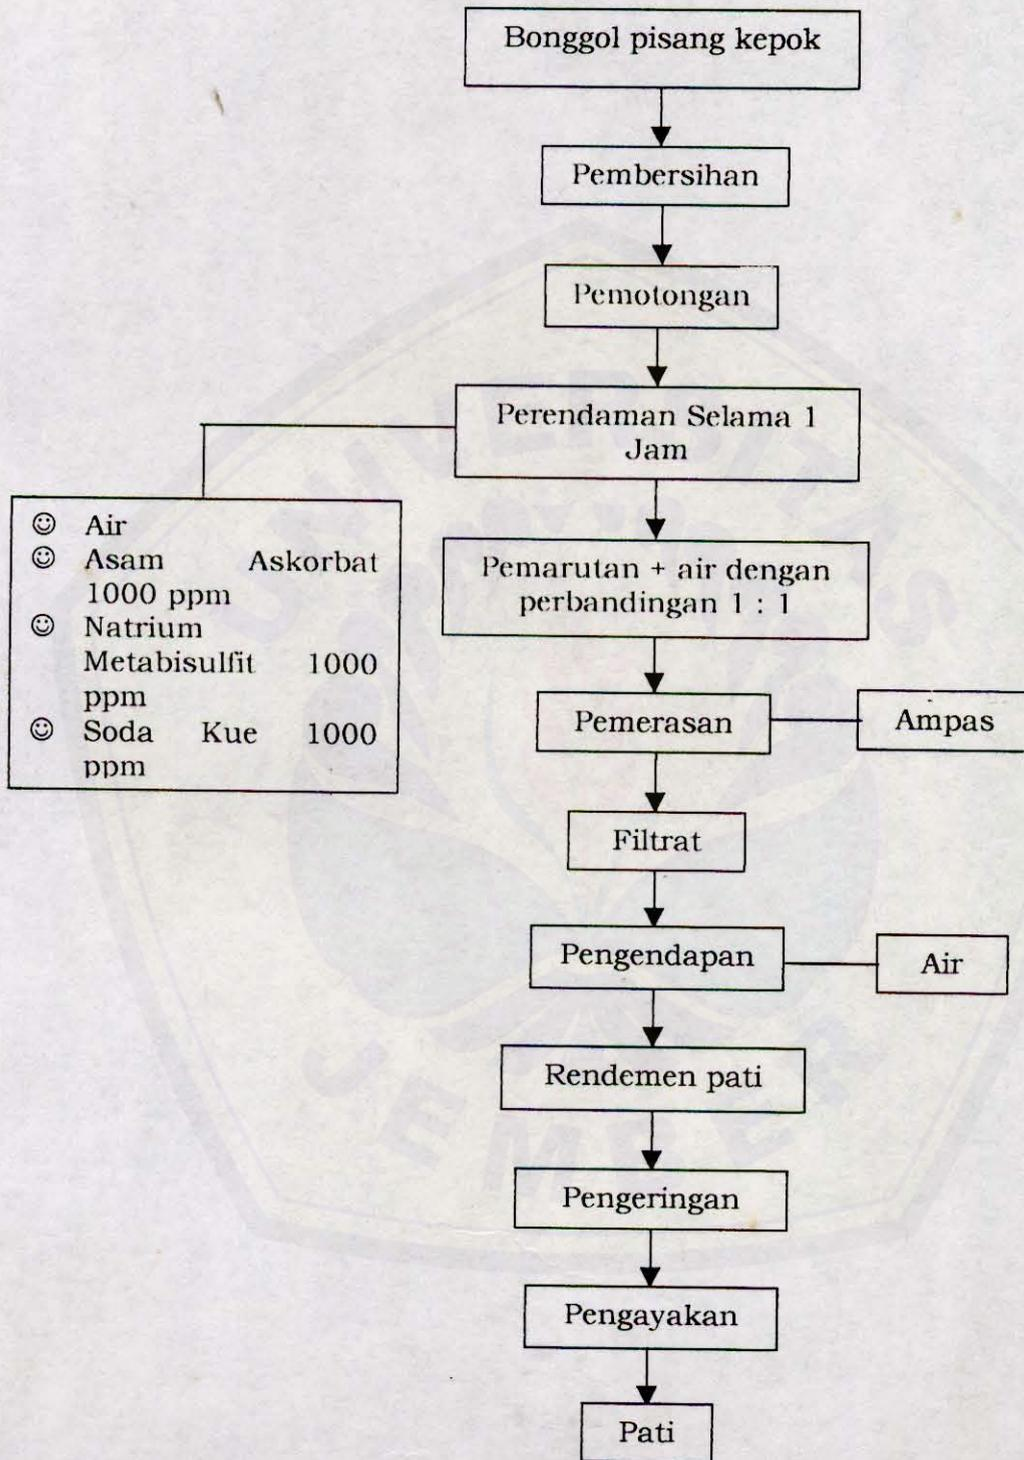 Bonggol pisang kepok
Pembersihan
Pemotongan
Perendaman Selama 1
Jam
☺ Air
☺ Asam Askorbat
1000 ppm
☺ Natrium
Metabisulfit 1000
ppm
☺ Soda Kue 1000
ppm
Pemarutan + air dengan
perbandingan 1 : 1
Pemerasan
Ampas
Filtrat
Pengendapan
Air
Rendemen pati
Pengeringan
Pengayakan
Pati
UNIVERSITAS
JEMBER